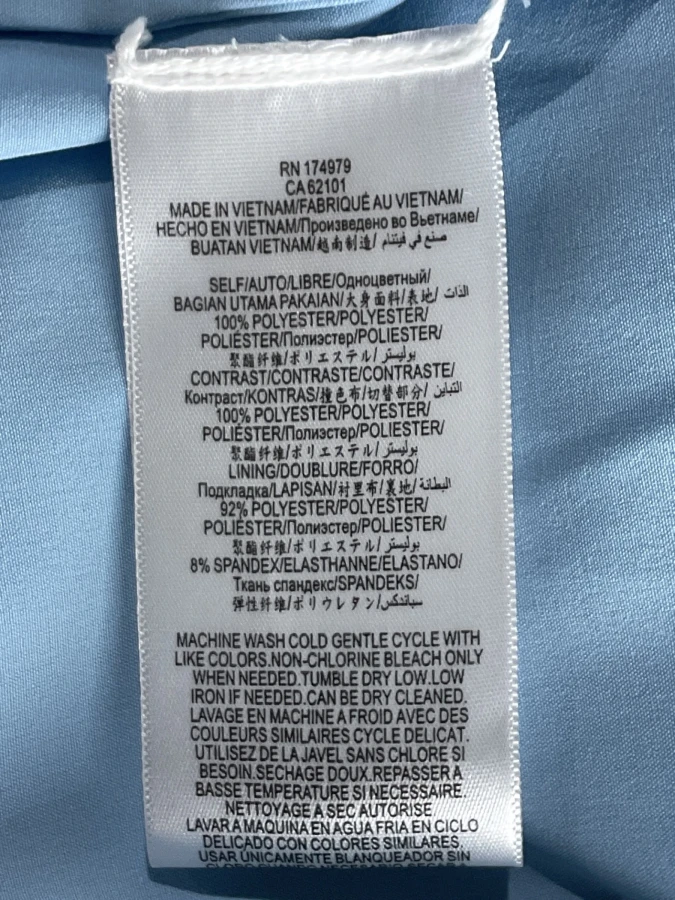 RN 174979
CA 62101
MADE IN VIETNAM/FABRIQUÉ AU VIETNAM/
HECHO EN VIETNAM/Произведено во Вьетнаме/
BUATAN VIETNAM/越南制造/ صنع في فيتنام
SELF/AUTO/LIBRE/Одноцветный/
BAGIAN UTAMA PAKAIAN/大身面料/表地/ الذات
100% POLYESTER/POLYESTER/
POLIÉSTER/Полиэстер/POLIESTER/
聚酯纤维/ポリエステル/ بوليستر
CONTRAST/CONTRASTE/CONTRASTE/
Контраст/KONTRAS/撞色布/切替部分/ التباين
100% POLYESTER/POLYESTER/
POLIÉSTER/Полиэстер/POLIESTER/
聚酯纤维/ポリエステル/ بوليستر
LINING/DOUBLURE/FORRO/
Подкладка/LAPISAN/衬里布/裏地/ البطانة
92% POLYESTER/POLYESTER/
POLIÉSTER/Полиэстер/POLIESTER/
聚酯纤维/ポリエステル/ بوليستر
8% SPANDEX/ELASTHANNE/ELASTANO/
Ткань спандекс/SPANDEKS/
弹性纤维/ポリウレタン/ سباندكس
MACHINE WASH COLD GENTLE CYCLE WITH
LIKE COLORS.NON-CHLORINE BLEACH ONLY
WHEN NEEDED.TUMBLE DRY LOW.LOW
IRON IF NEEDED.CAN BE DRY CLEANED.
LAVAGE EN MACHINE A FROID AVEC DES
COULEURS SIMILAIRES CYCLE DELICAT.
UTILISEZ DE LA JAVEL SANS CHLORE SI
BESOIN.SECHAGE DOUX.REPASSER A
BASSE TEMPERATURE SI NECESSAIRE.
NETTOYAGE A SEC AUTORISE
LAVAR A MAQUINA EN AGUA FRIA EN CICLO
DELICADO CON COLORES SIMILARES,
USAR ÚNICAMENTE BLANQUEADOR SIN
CLORO CUANDO NECESARIO SECAR A